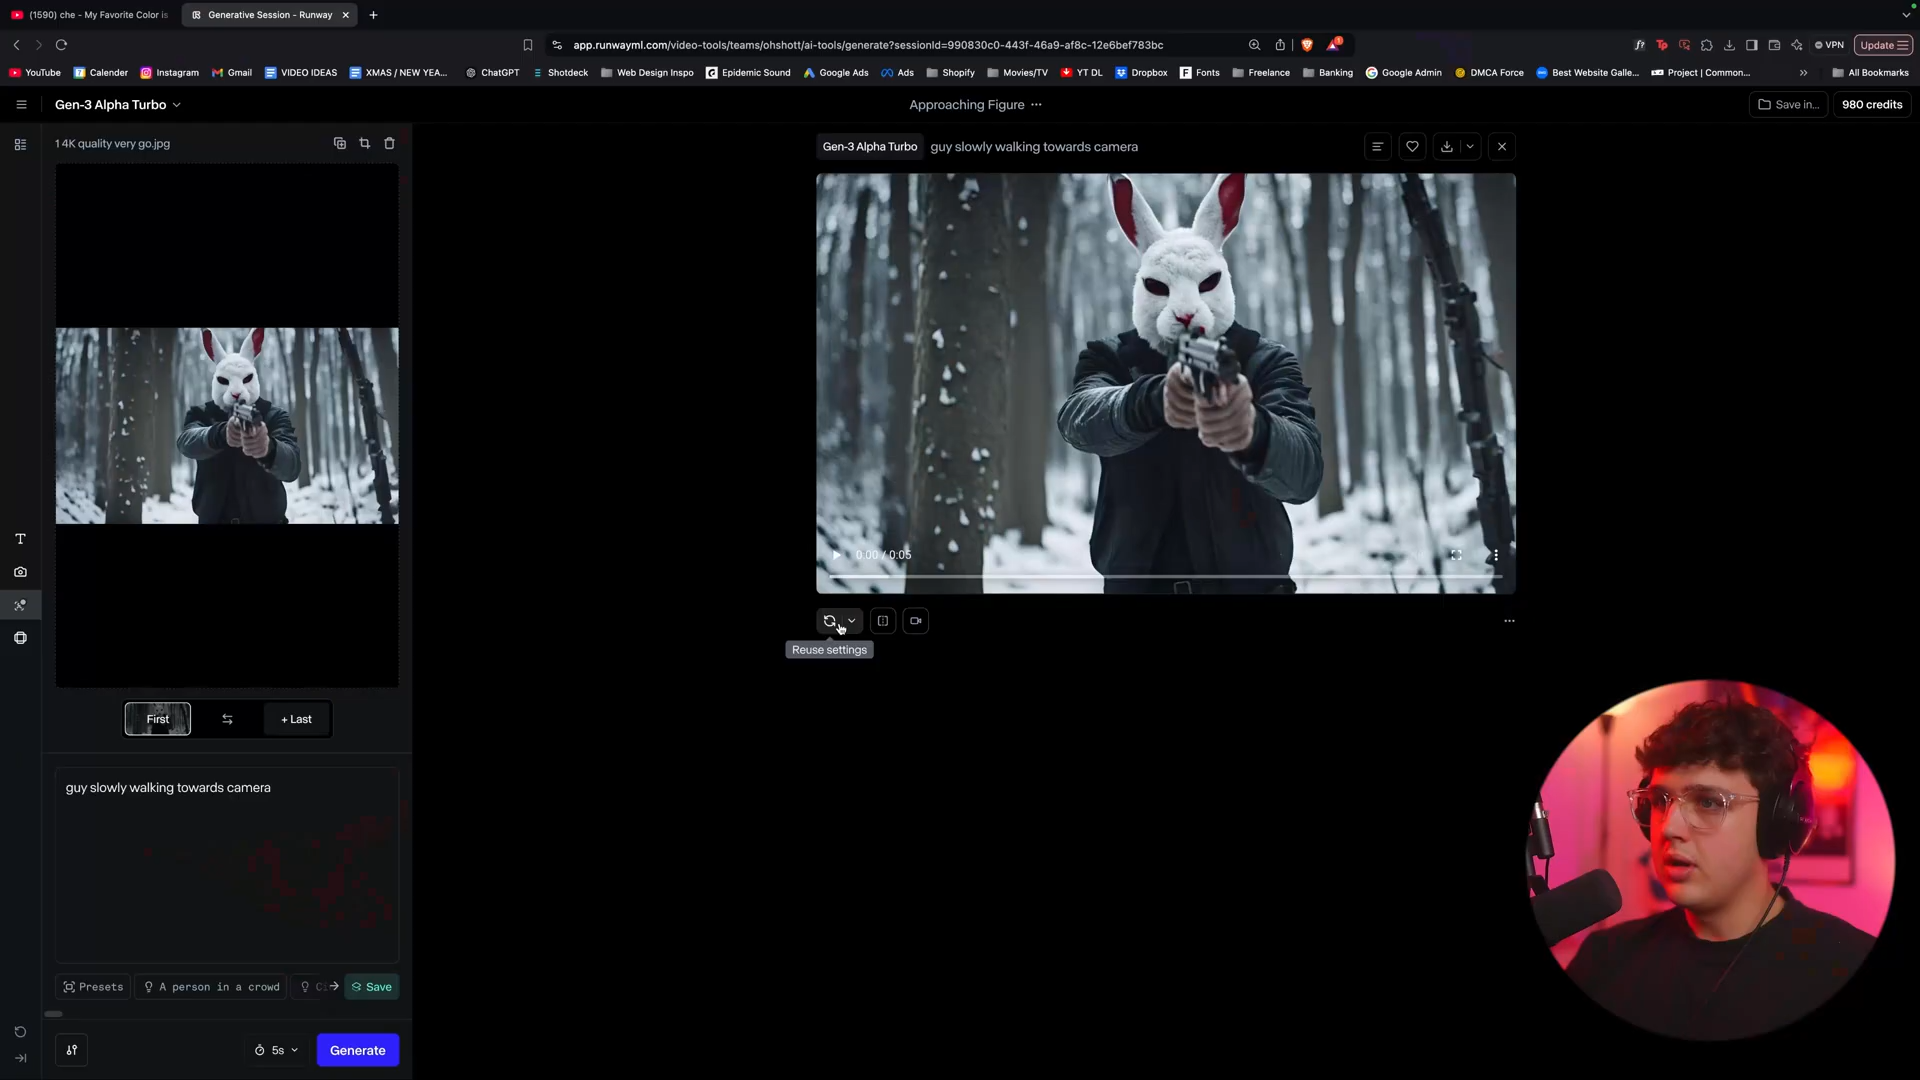 (1590) che - My Favorite Color is
Generative Session - Runway
app.runwayml.com/video-tools/teams/ohshott/ai-tools/generate?sessionId=990830c0-443f-46a9-af8c-12e6bef783bc
f?
Tp
1
VPN
Update
YouTube
Calender
Instagram
Gmail
VIDEO IDEAS
XMAS / NEW YEA...
ChatGPT
Shotdeck
Web Design Inspo
Epidemic Sound
Google Ads
Ads
Shopify
Movies/TV
YT DL
Dropbox
Fonts
Freelance
Banking
Google Admin
DMCA Force
Best Website Galle...
Project | Common...
All Bookmarks
Gen-3 Alpha Turbo
Approaching Figure
Save in...
980 credits
1 4K quality very go.jpg
Gen-3 Alpha Turbo
guy slowly walking towards camera
0:00 / 0:05
Reuse settings
First
+ Last
guy slowly walking towards camera
Presets
A person in a crowd
Save
5s
Generate